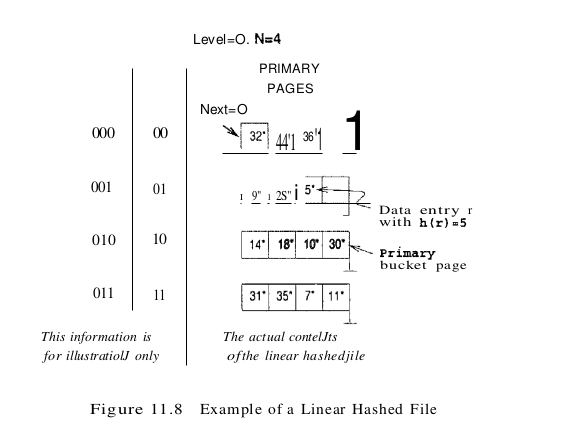 Level=O. N=4
PRIMARY
PAGES
Next=O
000 00 32* 44'1 36'1 1
001 01 9" 2S" i 5*
Data entry r
with h(r)=5
010 10 14* 18* 10* 30*
Primary
bucket page
011 11 31* 35* 7* 11*
This information is
for illustratiolJ only
The actual contelJts
ofthe linear hashedjile
Figure 11.8 Example of a Linear Hashed File